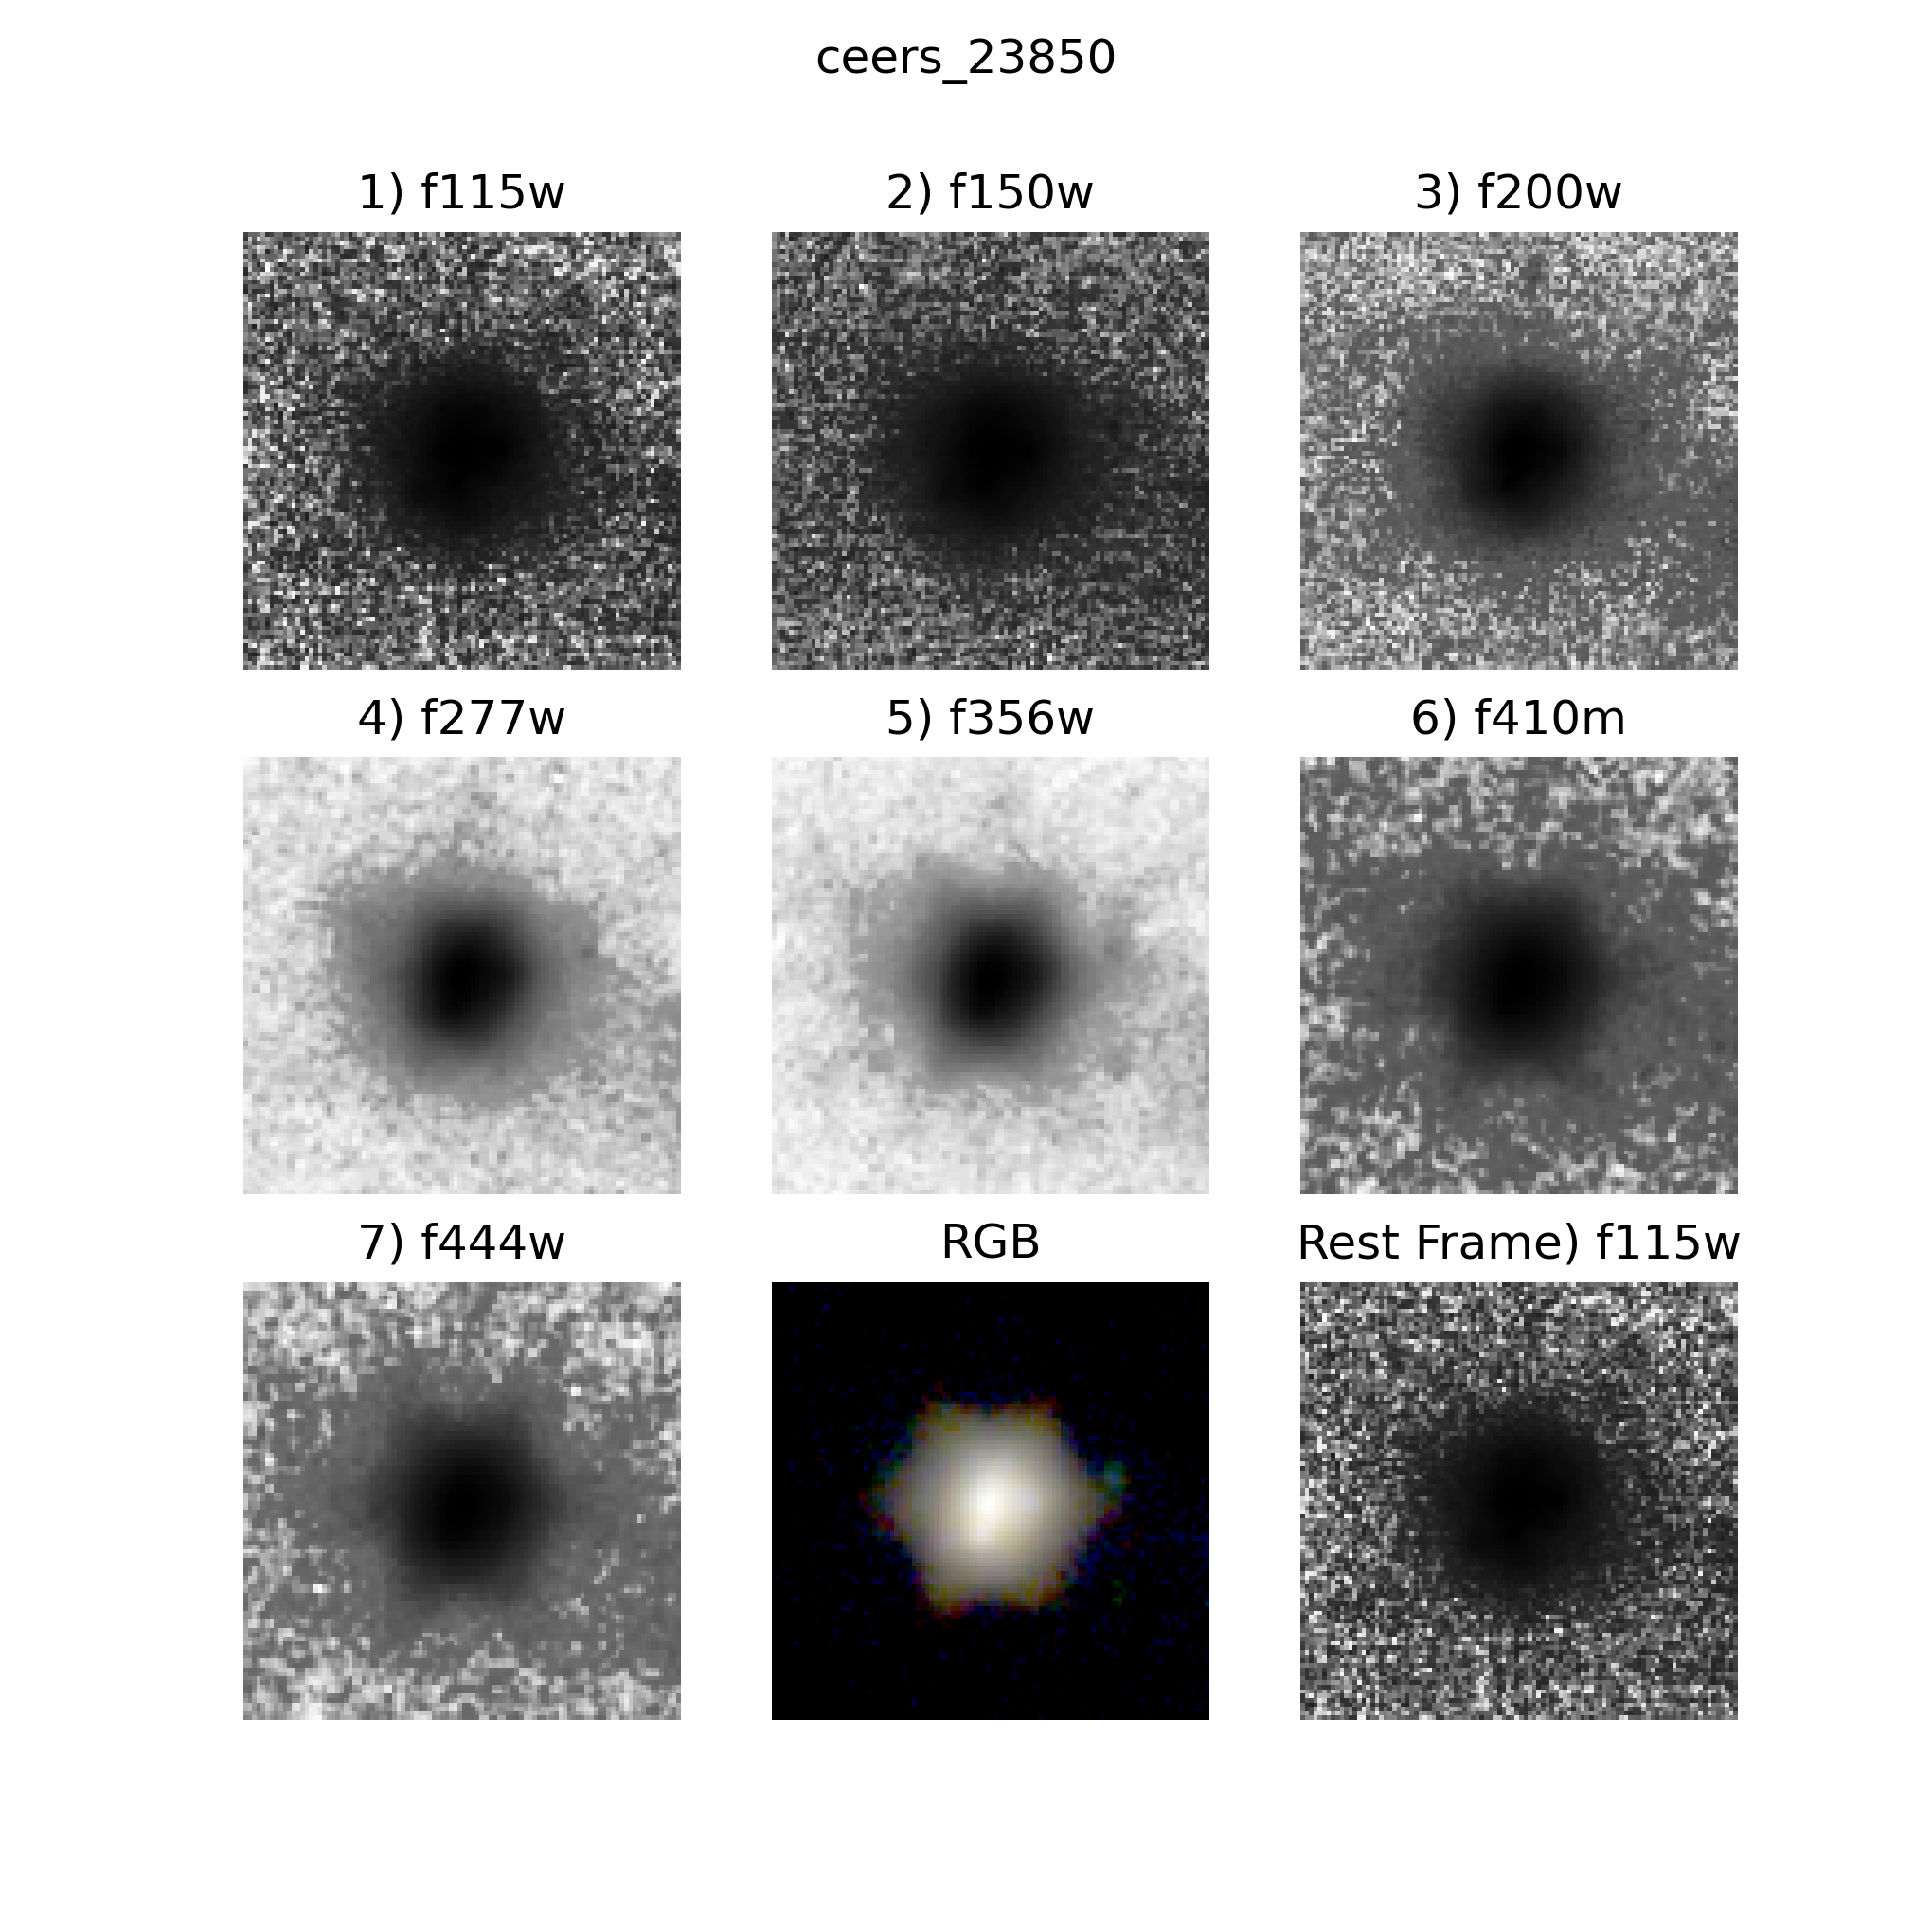 ceers_23850
1) f115w
2) f150w
3) f200w
4) f277w
5) f356w
6) f410m
7) f444w
RGB
Rest Frame) f115w